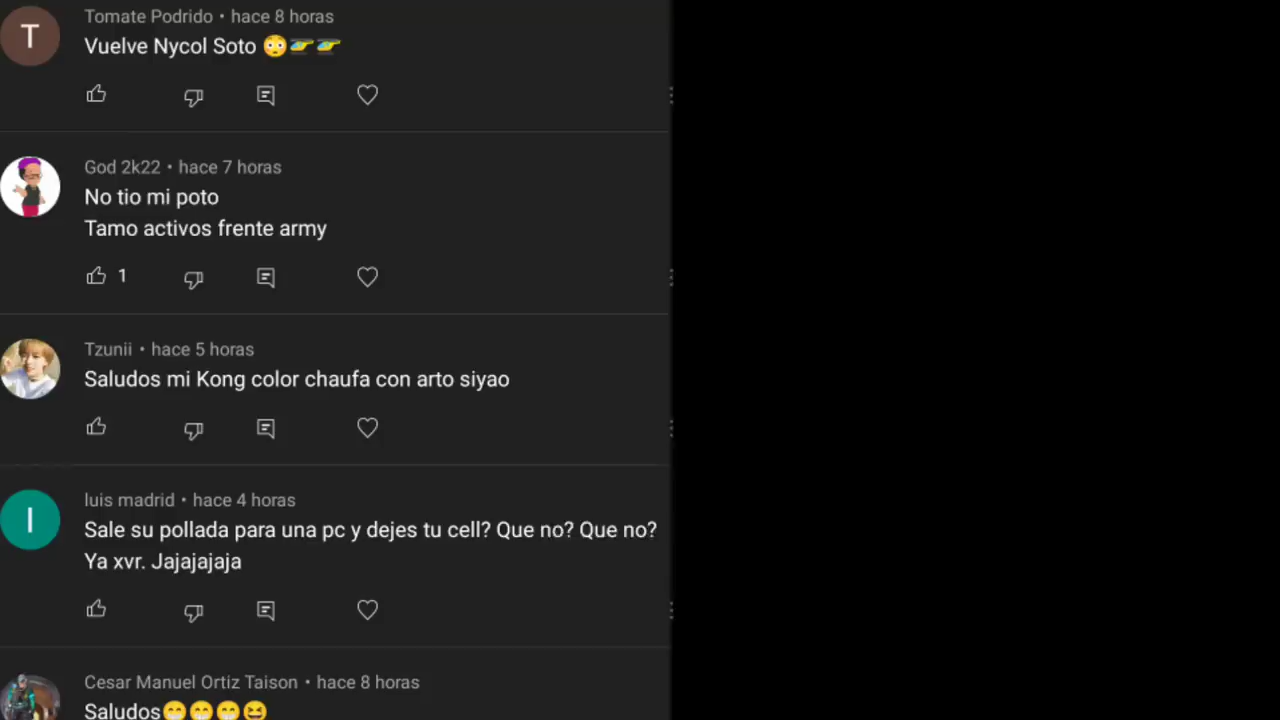 T
Tomate Podrido • hace 8 horas
Vuelve Nycol Soto 😳🔫🔫
God 2k22 • hace 7 horas
No tio mi poto
Tamo activos frente army
1
Tzunii • hace 5 horas
Saludos mi Kong color chaufa con arto siyao
l
luis madrid • hace 4 horas
Sale su pollada para una pc y dejes tu cell? Que no? Que no?
Ya xvr. Jajajajaja
Cesar Manuel Ortiz Taison • hace 8 horas
Saludos😁😁😁😆